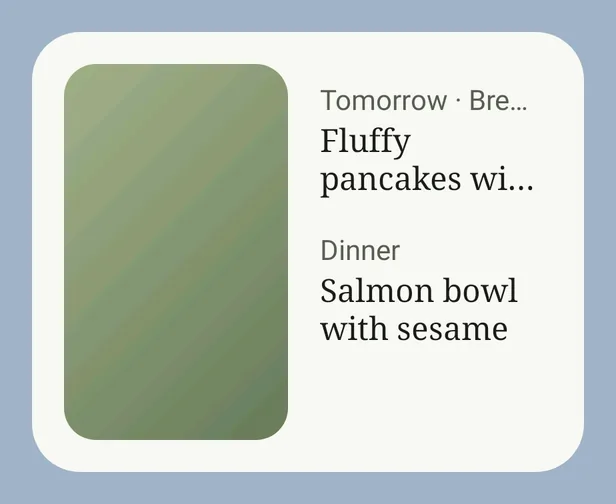 Tomorrow · Bre...
Fluffy
pancakes wi...
Dinner
Salmon bowl
with sesame